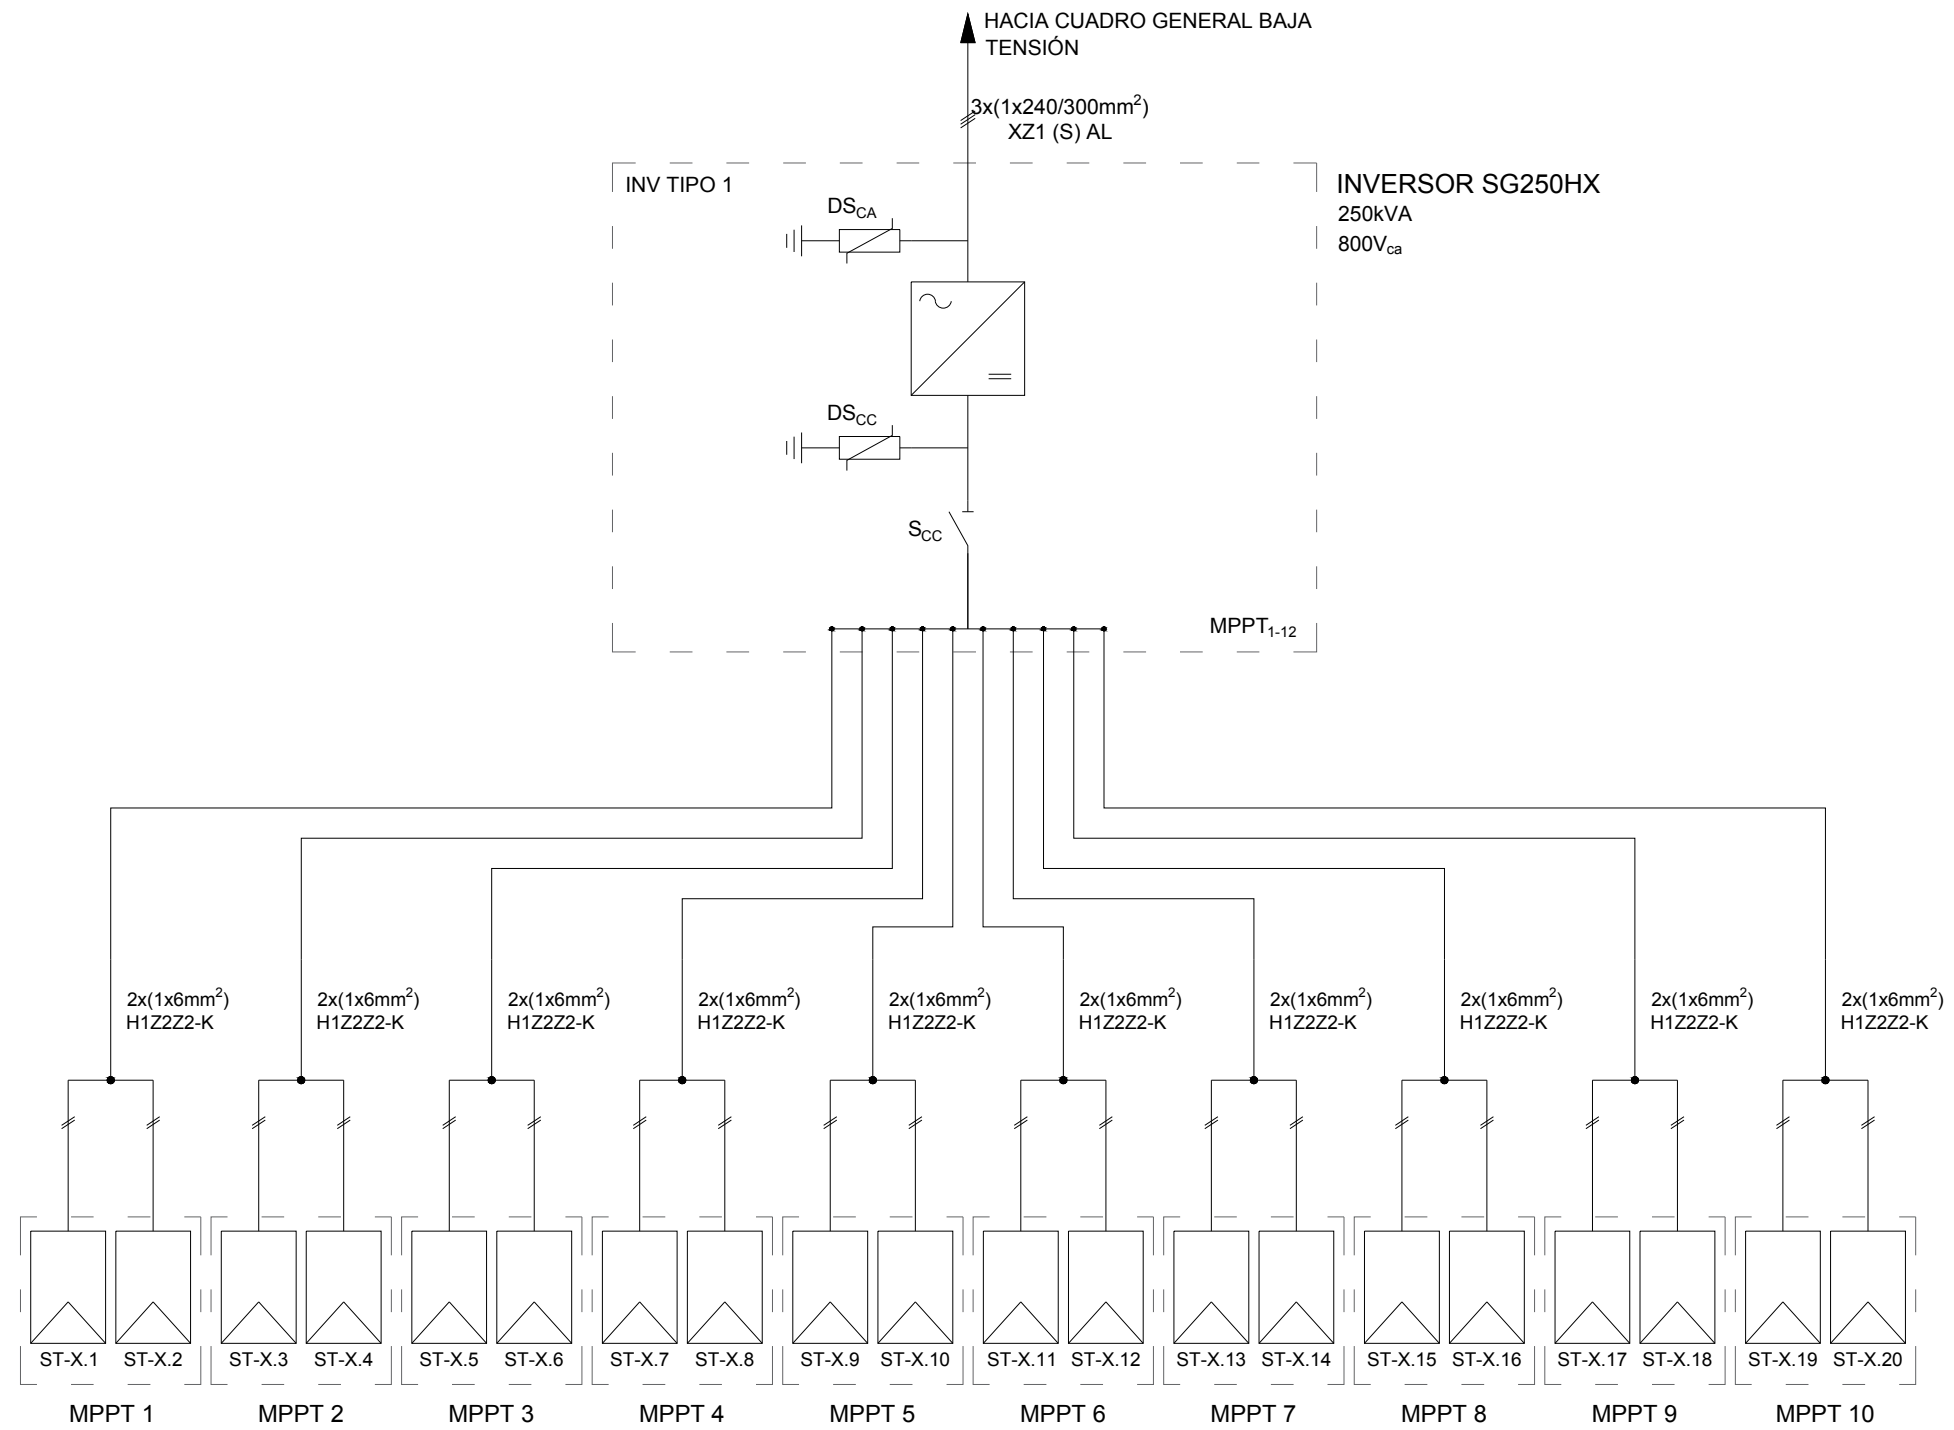 HACIA CUADRO GENERAL BAJA
TENSIÓN
3x(1x240/300mm²)
XZ1 (S) AL
INV TIPO 1
INVERSOR SG250HX
250kVA
800Vca
DSCA
DSCC
SCC
MPPT1-12
2x(1x6mm²)
H1Z2Z2-K
2x(1x6mm²)
H1Z2Z2-K
2x(1x6mm²)
H1Z2Z2-K
2x(1x6mm²)
H1Z2Z2-K
2x(1x6mm²)
H1Z2Z2-K
2x(1x6mm²)
H1Z2Z2-K
2x(1x6mm²)
H1Z2Z2-K
2x(1x6mm²)
H1Z2Z2-K
2x(1x6mm²)
H1Z2Z2-K
2x(1x6mm²)
H1Z2Z2-K
ST-X.1 ST-X.2 ST-X.3 ST-X.4 ST-X.5 ST-X.6 ST-X.7 ST-X.8 ST-X.9 ST-X.10 ST-X.11 ST-X.12 ST-X.13 ST-X.14 ST-X.15 ST-X.16 ST-X.17 ST-X.18 ST-X.19 ST-X.20
MPPT 1 MPPT 2 MPPT 3 MPPT 4 MPPT 5 MPPT 6 MPPT 7 MPPT 8 MPPT 9 MPPT 10